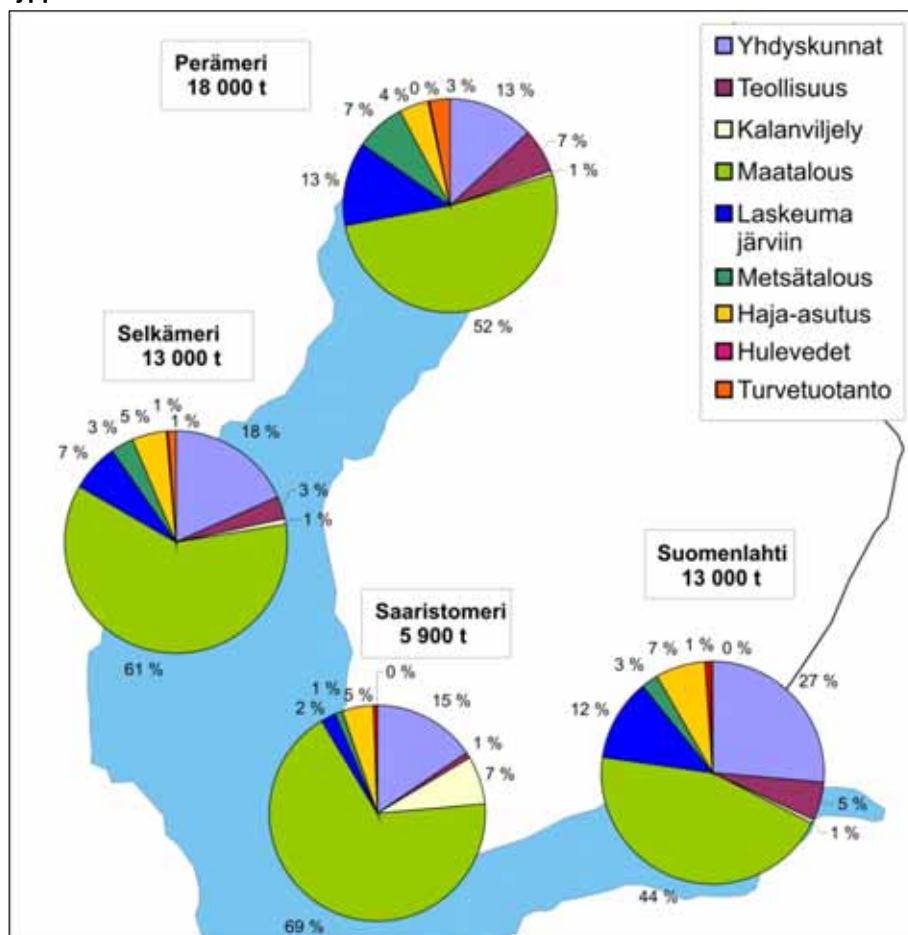 Perämeri
18 000 t
7 %
4 %
0 %
3 %
13 %
7 %
1 %
13 %
52 %
Yhdyskunnat
Teollisuus
Kalanviljely
Maatalous
Laskeuma
järviin
Metsätalous
Haja-asutus
Hulevedet
Turvetuotanto
Selkämeri
13 000 t
7 %
3 %
5 %
1 %
1 %
18 %
3 %
1 %
61 %
Saaristomeri
5 900 t
2 %
1 %
5 %
0 %
15 %
1 %
7 %
69 %
Suomenlahti
13 000 t
12 %
3 %
7 %
1 %
0 %
27 %
5 %
1 %
44 %